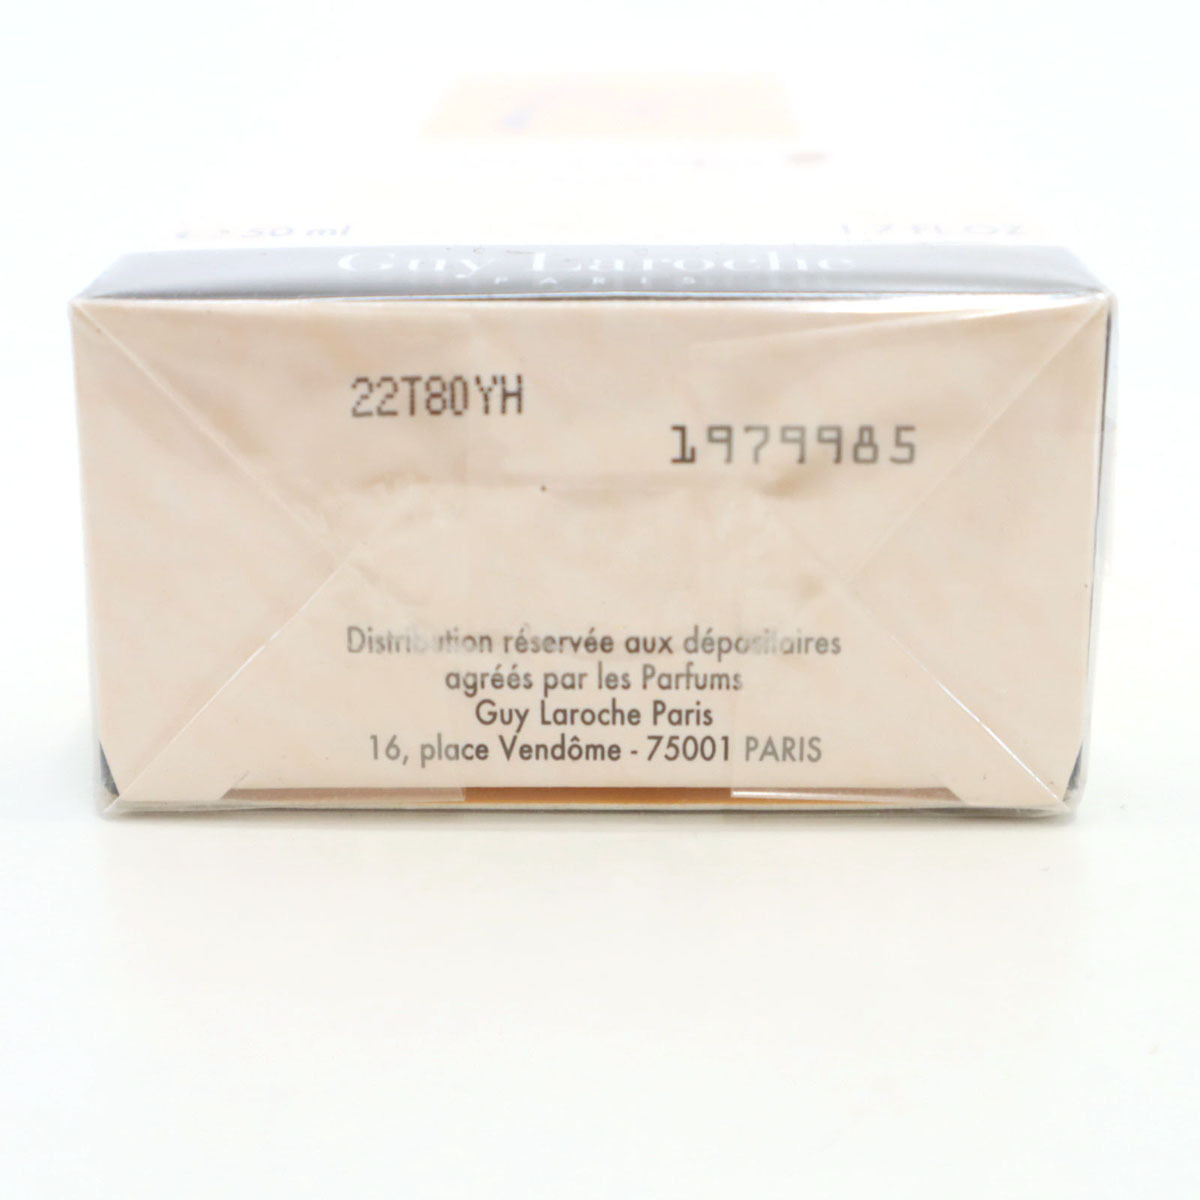 50 ml 1.7 FL.OZ
Guy Laroche
PARIS
22T80YH
1979985
Distribution réservée aux dépositaires
agréés par les Parfums
Guy Laroche Paris
16, place Vendôme - 75001 PARIS